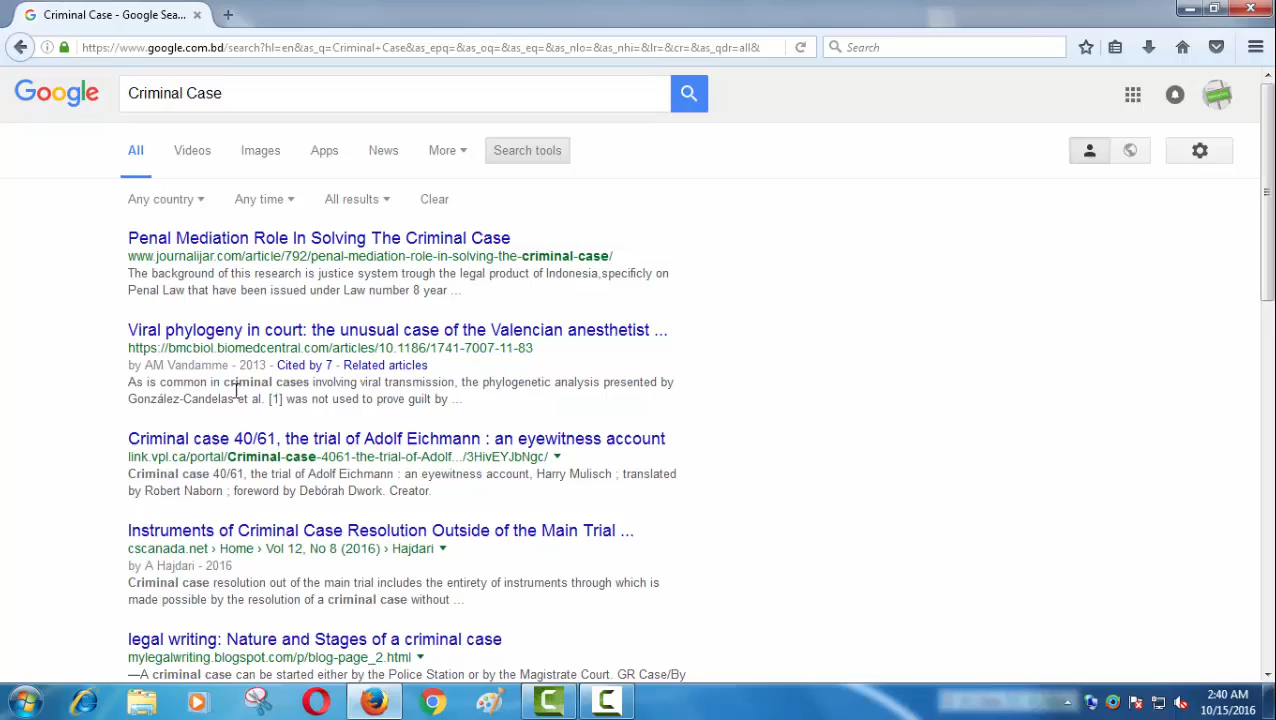 Criminal Case - Google Sea...
https://www.google.com.bd/search?hl=en&as_q=Criminal+Case&as_epq=&as_oq=&as_eq=&as_nlo=&as_nhi=&lr=&cr=&as_qdr=all&
Search
Google
Criminal Case
All Videos Images Apps News More Search tools
Any country Any time All results Clear
Penal Mediation Role In Solving The Criminal Case
www.journalijar.com/article/792/penal-mediation-role-in-solving-the-criminal-case/
The background of this research is justice system trough the legal product of Indonesia,specificly on
Penal Law that have been issued under Law number 8 year ...
Viral phylogeny in court: the unusual case of the Valencian anesthetist ...
https://bmcbiol.biomedcentral.com/articles/10.1186/1741-7007-11-83
by AM Vandamme - 2013 - Cited by 7 - Related articles
As is common in criminal cases involving viral transmission, the phylogenetic analysis presented by
González-Candelas et al. [1] was not used to prove guilt by ...
Criminal case 40/61, the trial of Adolf Eichmann : an eyewitness account
link.vpl.ca/portal/Criminal-case-4061-the-trial-of-Adolf.../3HivEYJbNgc/
Criminal case 40/61, the trial of Adolf Eichmann : an eyewitness account, Harry Mulisch ; translated
by Robert Naborn ; foreword by Debórah Dwork. Creator.
Instruments of Criminal Case Resolution Outside of the Main Trial ...
cscanada.net › Home › Vol 12, No 8 (2016) › Hajdari
by A Hajdari - 2016
Criminal case resolution out of the main trial includes the entirety of instruments through which is
made possible by the resolution of a criminal case without ...
legal writing: Nature and Stages of a criminal case
mylegalwriting.blogspot.com/p/blog-page_2.html
—A criminal case can be started either by the Police Station or by the Magistrate Court. GR Case/By
2:40 AM
10/15/2016